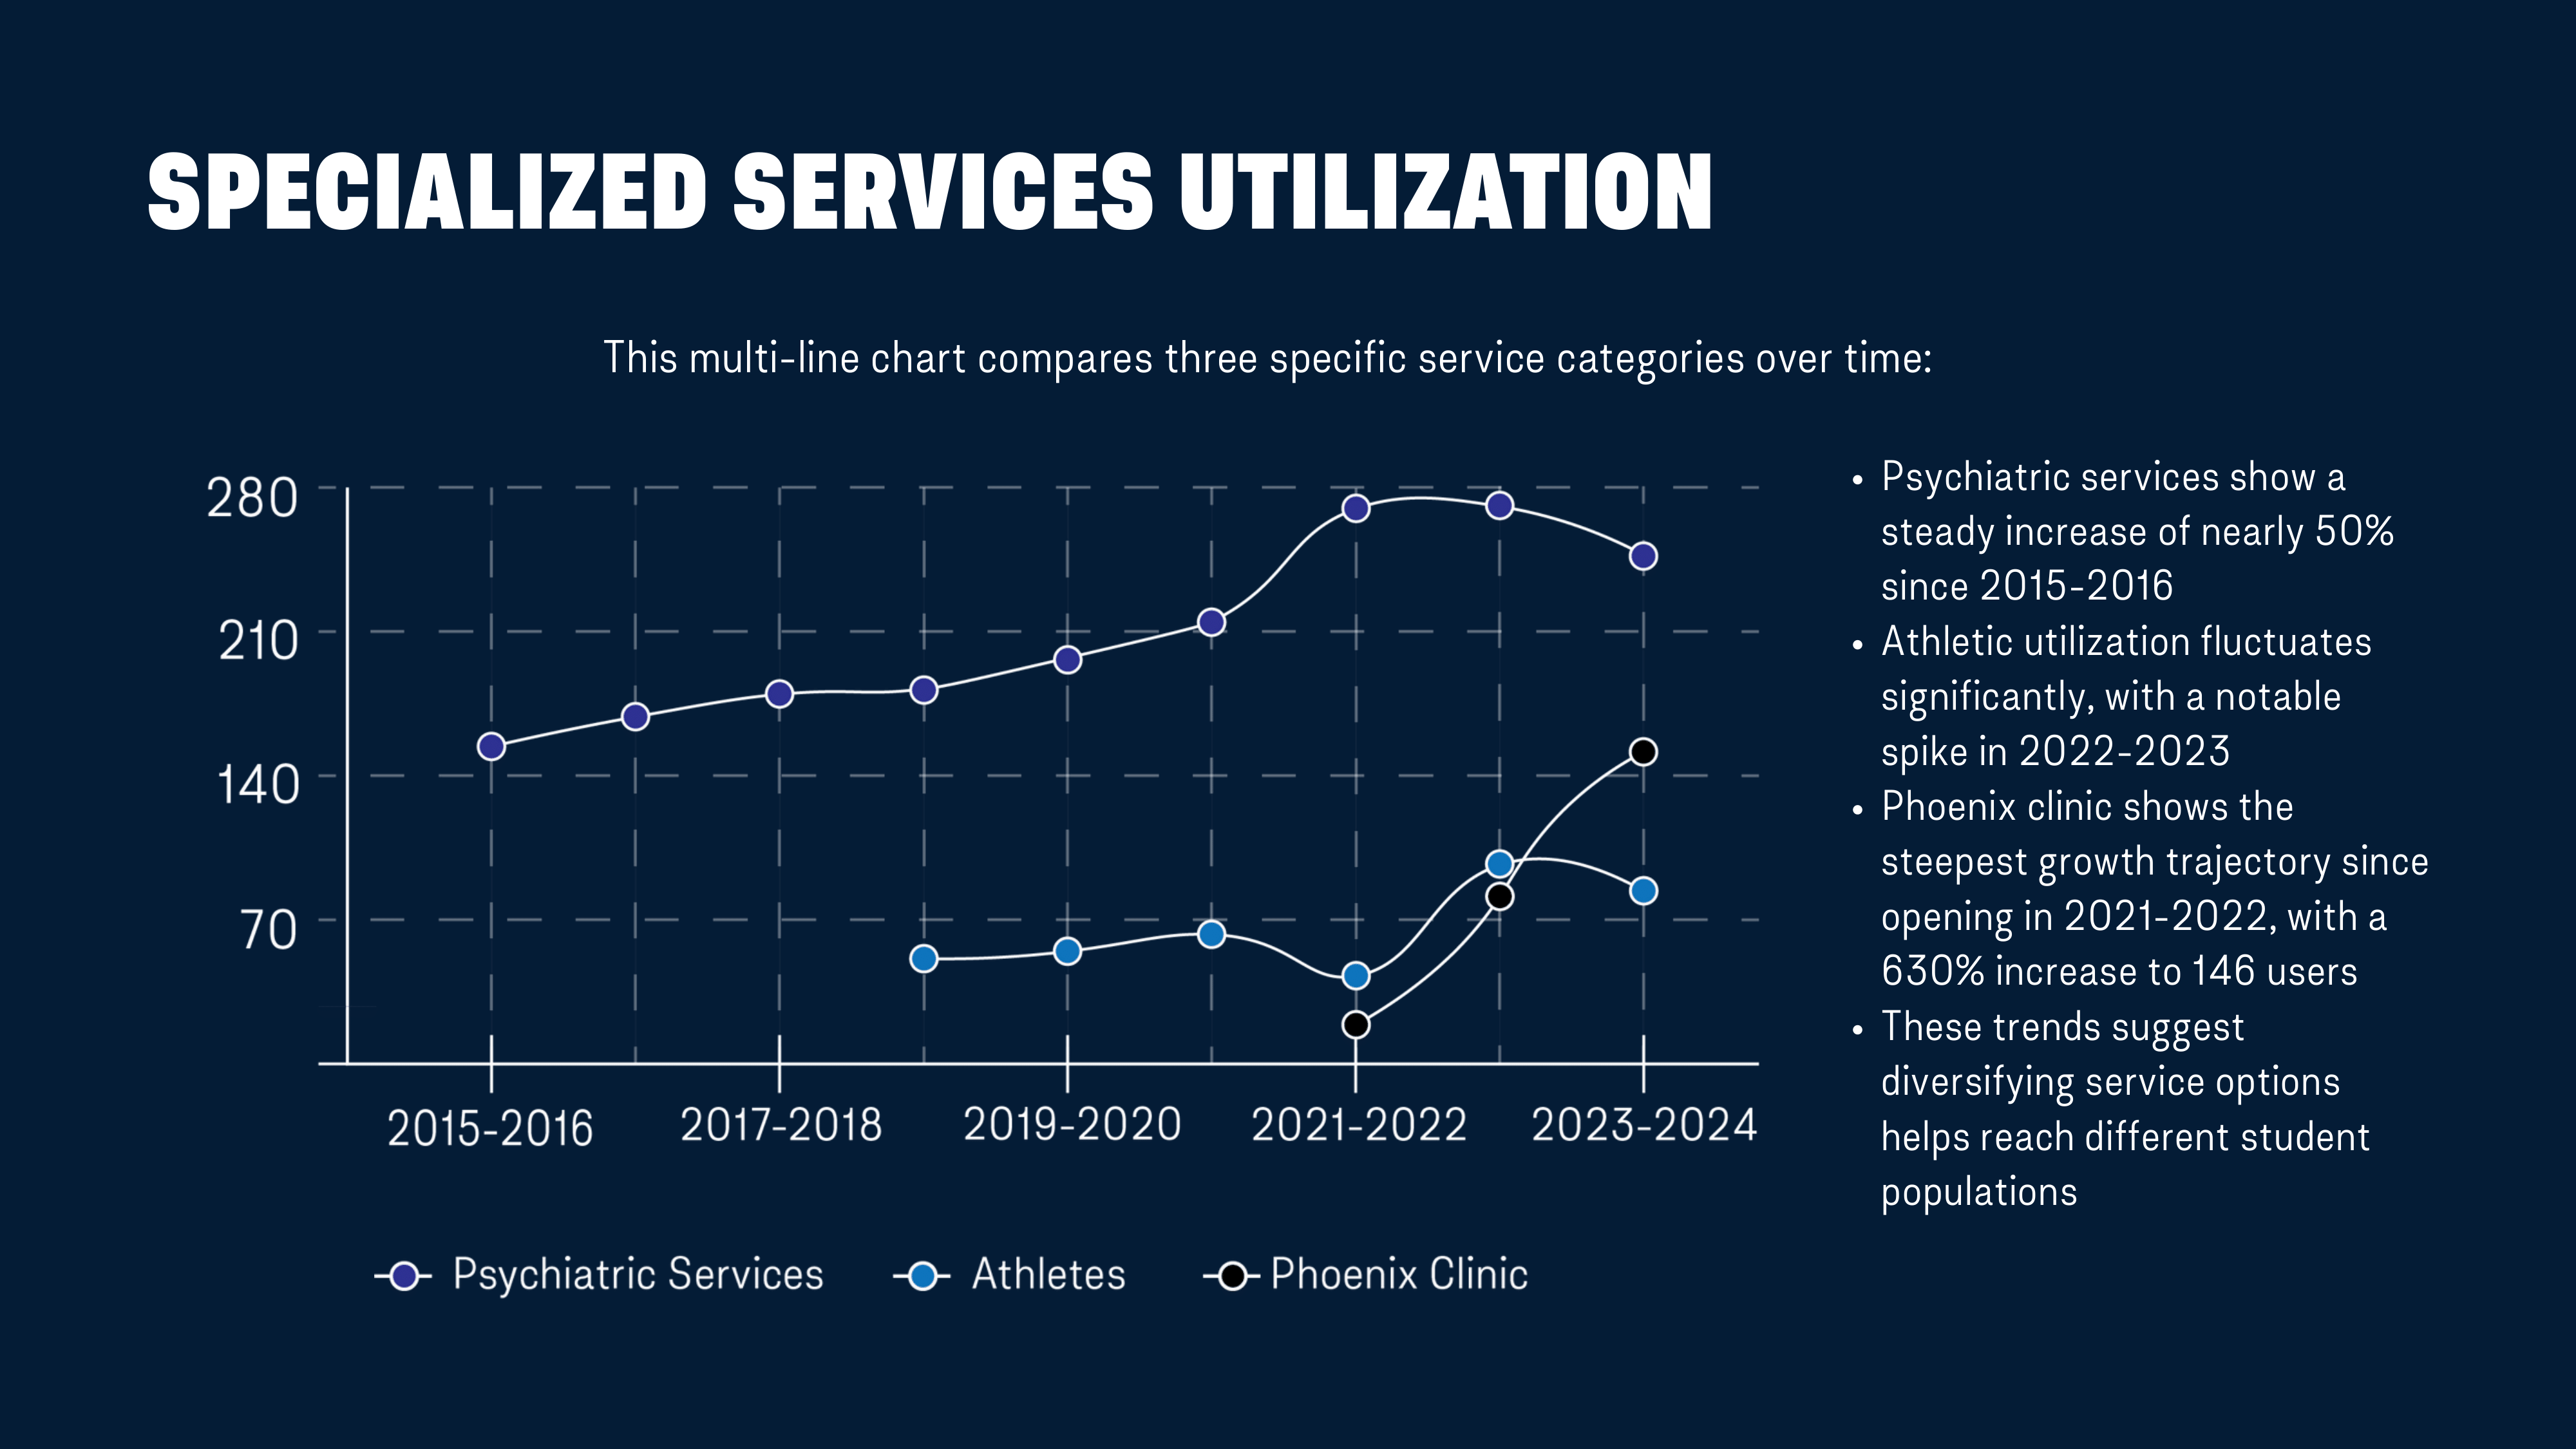 SPECIALIZED SERVICES UTILIZATION
This multi-line chart compares three specific service categories over time:
280
210
140
70
2015-2016
2017-2018
2019-2020
2021-2022
2023-2024
Psychiatric Services
Athletes
Phoenix Clinic
• Psychiatric services show a
steady increase of nearly 50%
since 2015-2016
• Athletic utilization fluctuates
significantly, with a notable
spike in 2022-2023
• Phoenix clinic shows the
steepest growth trajectory since
opening in 2021-2022, with a
630% increase to 146 users
• These trends suggest
diversifying service options
helps reach different student
populations